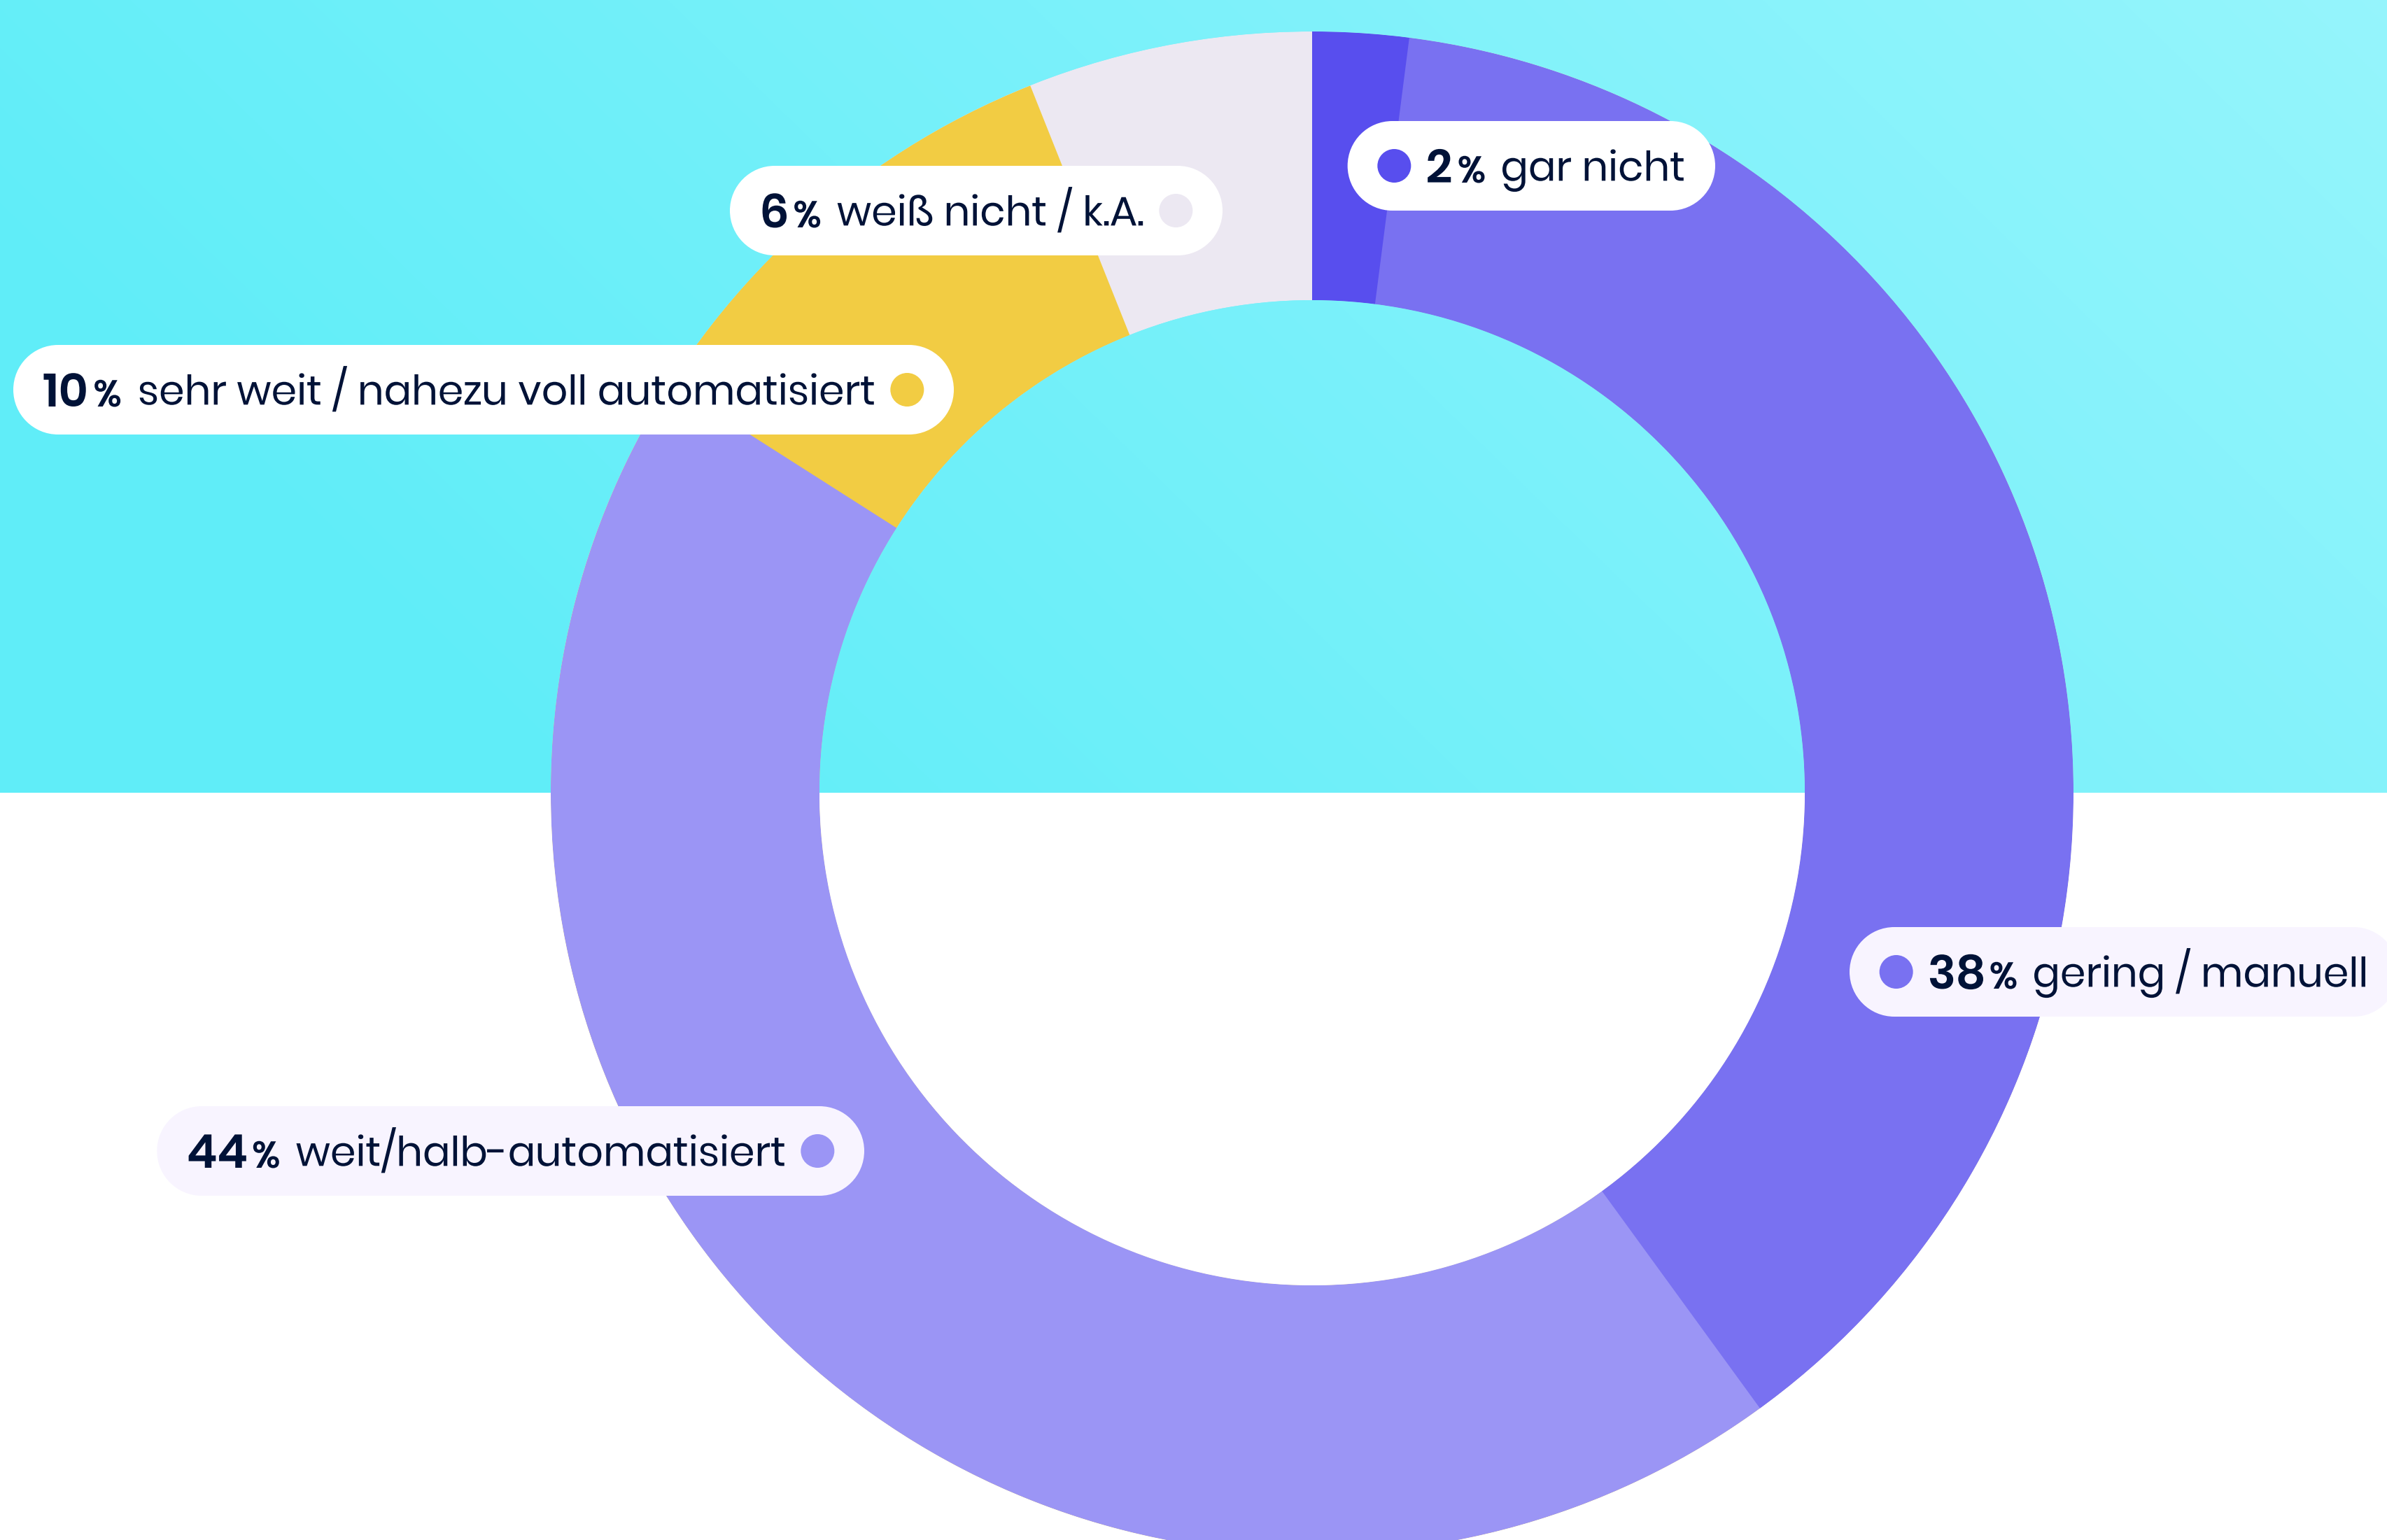 2% gar nicht
6% weiß nicht / k.A.
10% sehr weit / nahezu voll automatisiert
38% gering / manuell
44% weit/halb-automatisiert